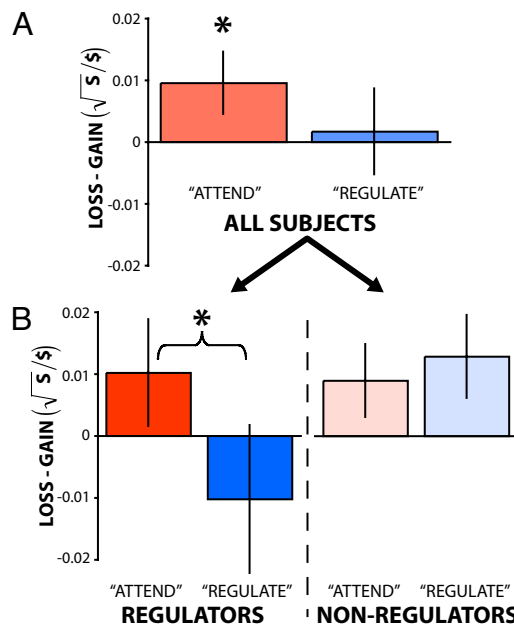 A
LOSS - GAIN (√S/$)
0.02
0.01
0
-0.01
-0.02
*
"ATTEND"
"REGULATE"
ALL SUBJECTS
B
LOSS - GAIN (√S/$)
0.02
0.01
0
-0.01
-0.02
*
"ATTEND" "REGULATE" "ATTEND" "REGULATE"
REGULATORS NON-REGULATORS